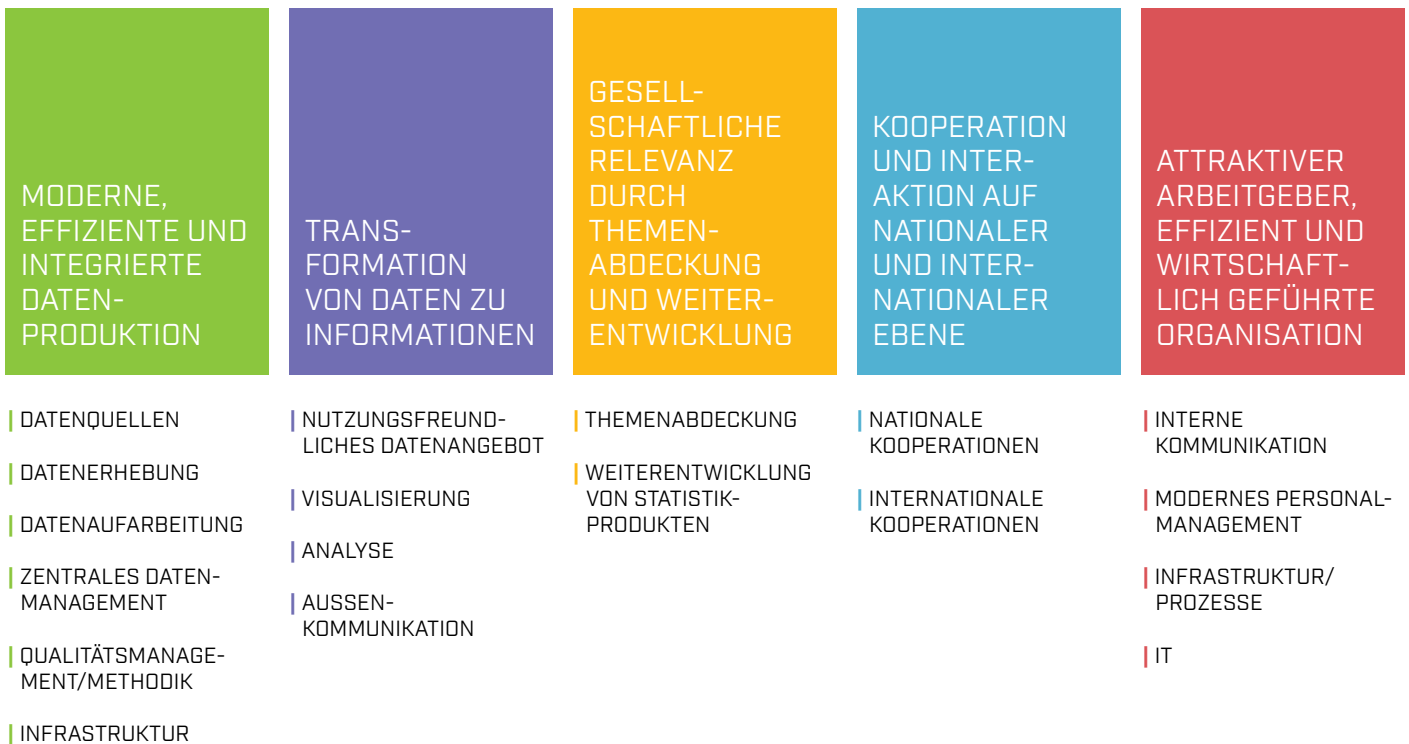 MODERNE,
EFFIZIENTE UND
INTEGRIERTE
DATEN-
PRODUKTION
TRANS-
FORMATION
VON DATEN ZU
INFORMATIONEN
GESELL-
SCHAFTLICHE
RELEVANZ
DURCH
THEMEN-
ABDECKUNG
UND WEITER-
ENTWICKLUNG
KOOPERATION
UND INTER-
AKTION AUF
NATIONALER
UND INTER-
NATIONALER
EBENE
ATTRAKTIVER
ARBEITGEBER,
EFFIZIENT UND
WIRTSCHAFT-
LICH GEFÜHRTE
ORGANISATION
DATENQUELLEN
DATENERHEBUNG
DATENAUFARBEITUNG
ZENTRALES DATEN-
MANAGEMENT
QUALITÄTSMANAGE-
MENT/METHODIK
INFRASTRUKTUR
NUTZUNGSFREUND-
LICHES DATENANGEBOT
VISUALISIERUNG
ANALYSE
AUSSEN-
KOMMUNIKATION
THEMENABDECKUNG
WEITERENTWICKLUNG
VON STATISTIK-
PRODUKTEN
NATIONALE
KOOPERATIONEN
INTERNATIONALE
KOOPERATIONEN
INTERNE
KOMMUNIKATION
MODERNES PERSONAL-
MANAGEMENT
INFRASTRUKTUR/
PROZESSE
IT